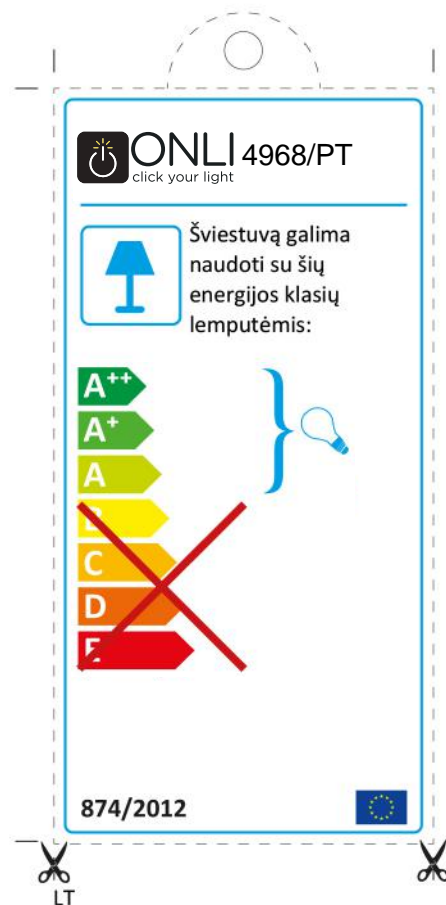 ONLI 4968/PT
click your light
Šviestuvą galima
naudoti su šių
energijos klasių
lemputėmis:
A++
A+
A
B
C
D
E
874/2012
LT